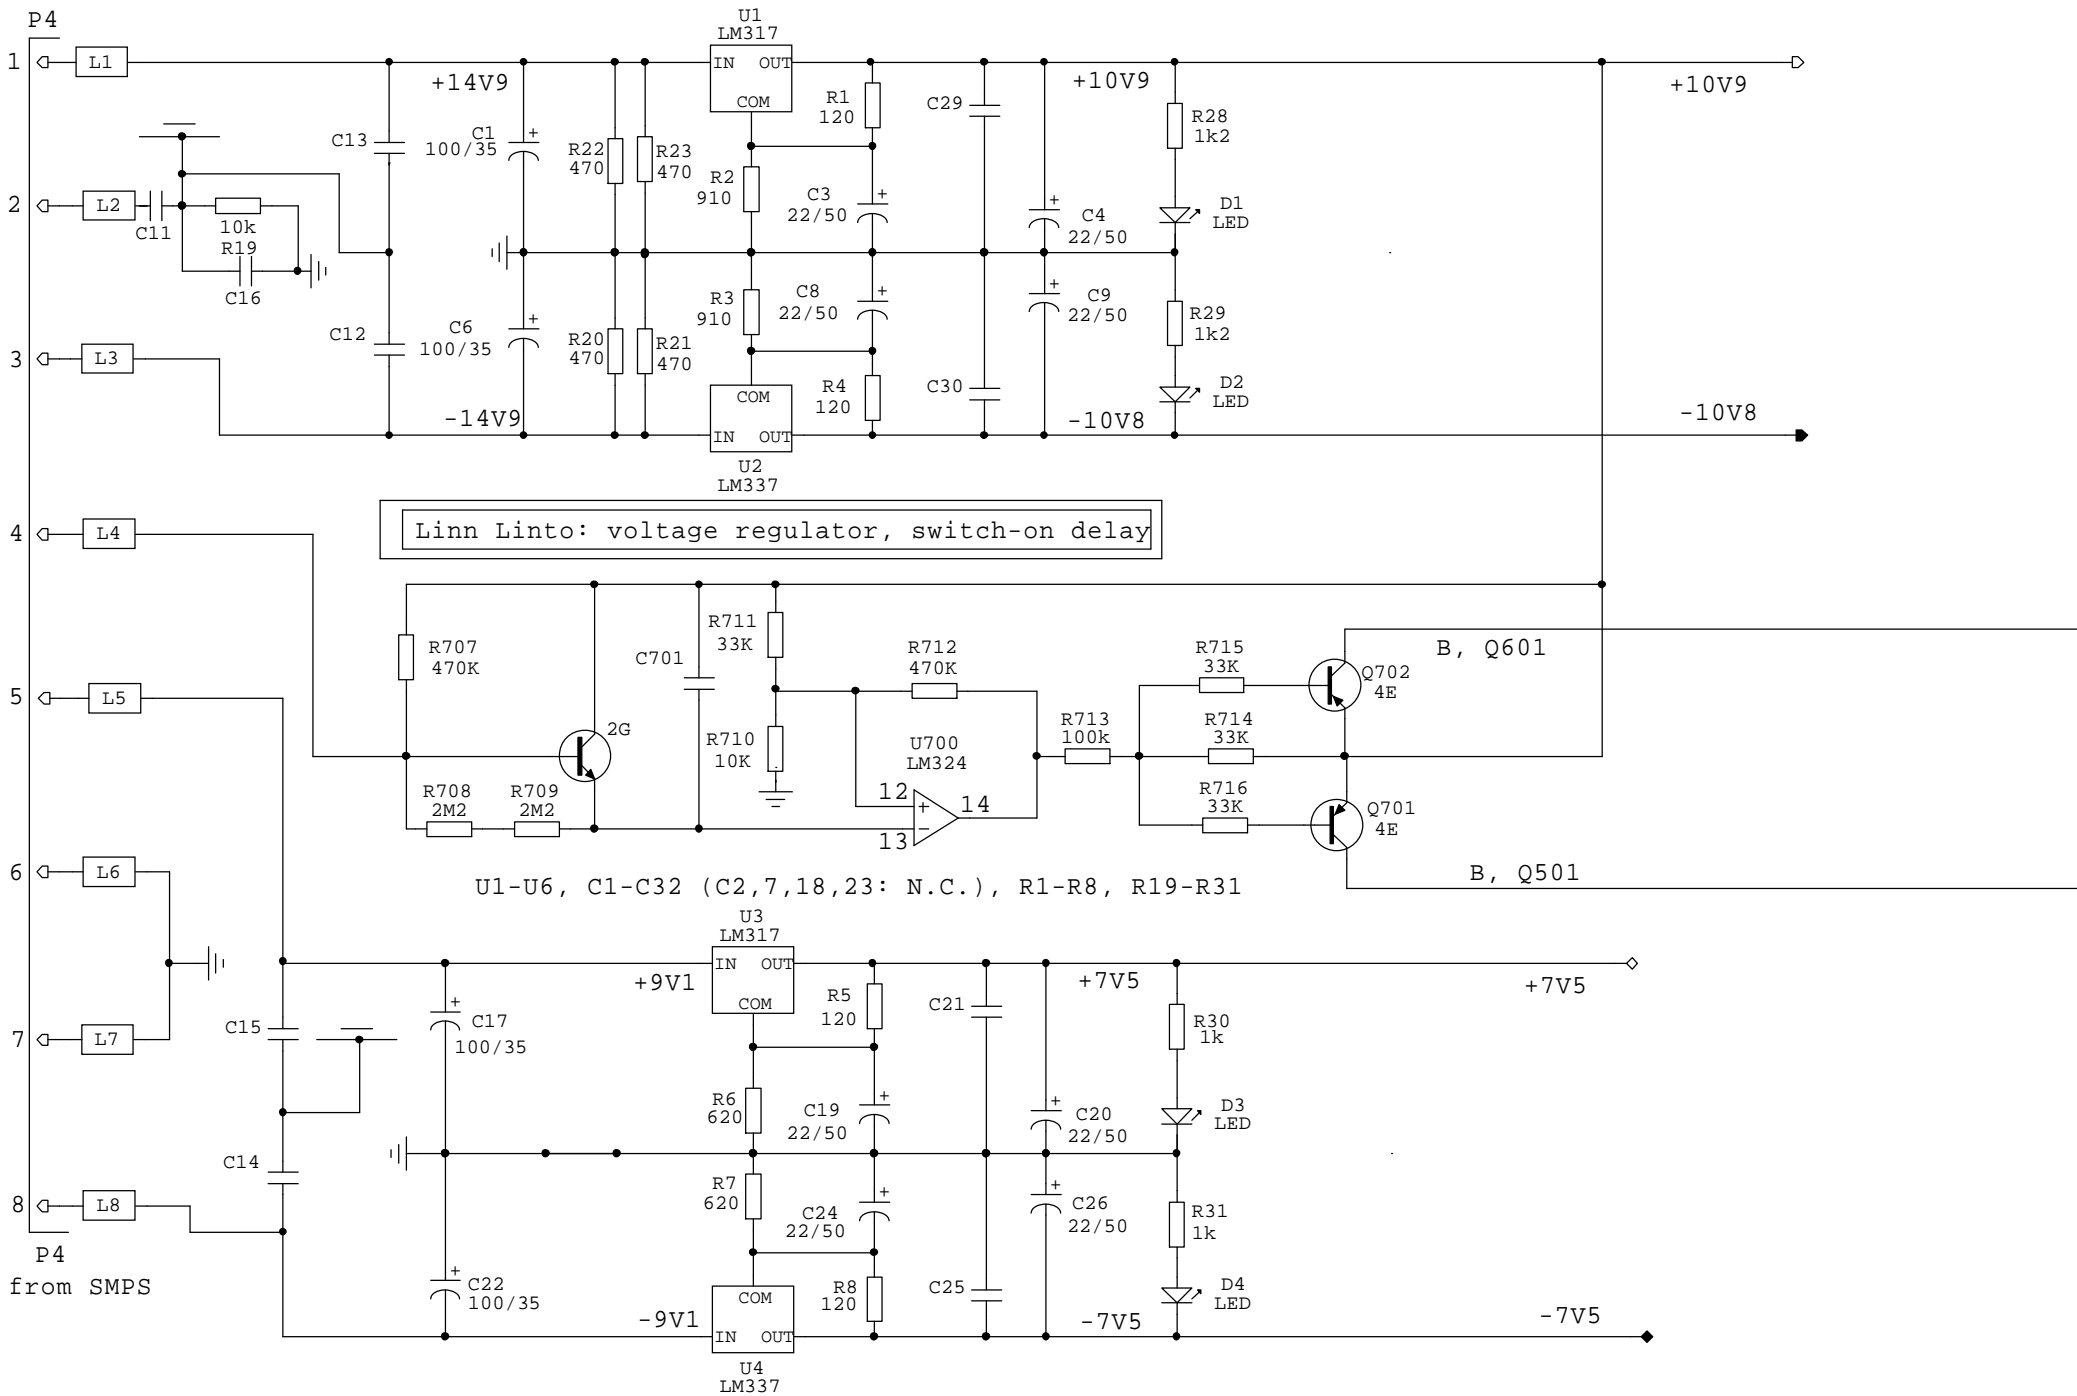 P4
1
L1
2
L2
C11
10k
R19
C16
3
L3
4
L4
5
L5
6
L6
7
L7
8
L8
P4
from SMPS
+14V9
C13
C1
100/35
+
R22
470
R23
470
U1
LM317
IN OUT
COM
R1
120
R2
910
C3
22/50
+
C29
+10V9
C4
22/50
+
R28
1k2
D1
LED
+10V9
C12
C6
100/35
+
R20
470
R21
470
R3
910
C8
22/50
+
C9
22/50
+
R29
1k2
R4
120
C30
D2
LED
-14V9
COM
IN OUT
U2
LM337
-10V8
-10V8
Linn Linto: voltage regulator, switch-on delay
R707
470K
2G
R708
2M2
R709
2M2
C701
R711
33K
R710
10K
R712
470K
U700
LM324
12
+
14
-
13
R713
100k
R715
33K
R714
33K
R716
33K
Q702
4E
Q701
4E
B, Q601
B, Q501
U1-U6, C1-C32 (C2,7,18,23: N.C.), R1-R8, R19-R31
U3
LM317
IN OUT
COM
+9V1
C15
C17
100/35
+
R5
120
R6
620
C19
22/50
+
C21
+7V5
C20
22/50
+
R30
1k
D3
LED
+7V5
C14
C22
100/35
+
R7
620
C24
22/50
+
C26
22/50
+
R31
1k
R8
120
C25
D4
LED
-9V1
COM
IN OUT
U4
LM337
-7V5
-7V5